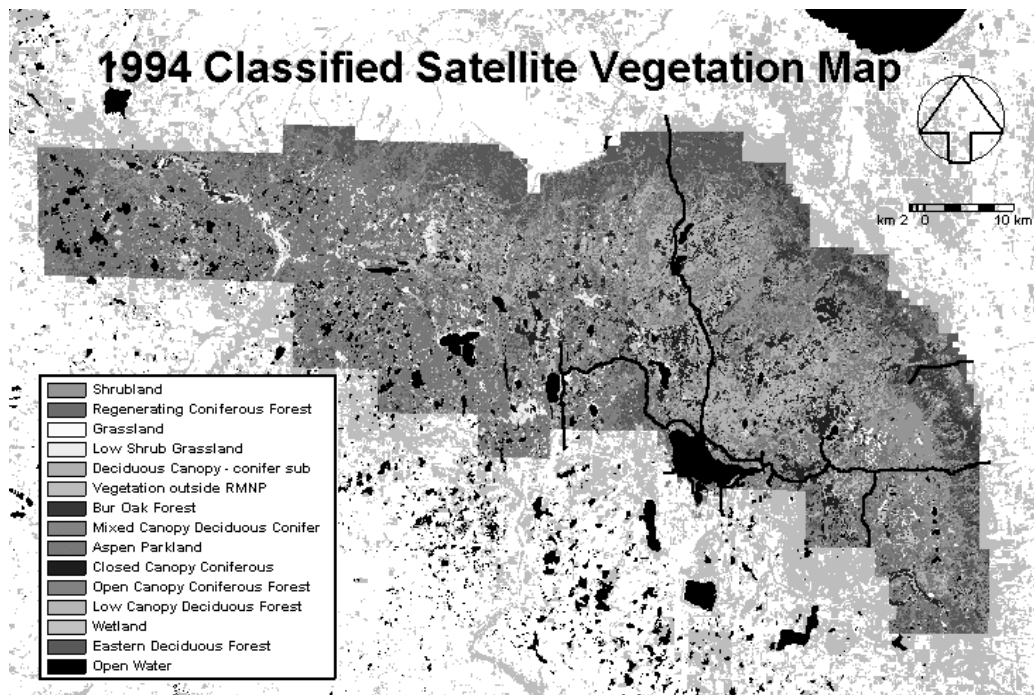 1994 Classified Satellite Vegetation Map
km 2 0 10 km
Shrubland
Regenerating Coniferous Forest
Grassland
Low Shrub Grassland
Deciduous Canopy - conifer sub
Vegetation outside RMNP
Bur Oak Forest
Mixed Canopy Deciduous Conifer
Aspen Parkland
Closed Canopy Coniferous
Open Canopy Coniferous Forest
Low Canopy Deciduous Forest
Wetland
Eastern Deciduous Forest
Open Water